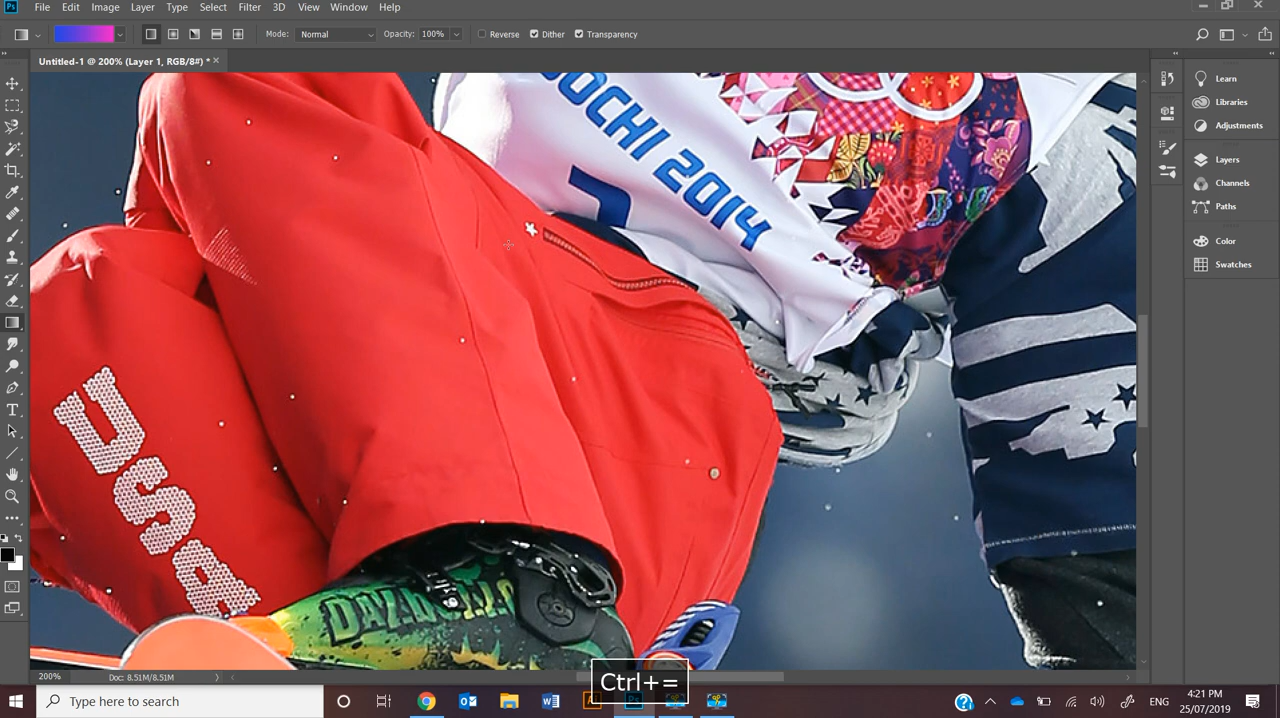 Ps File Edit Image Layer Type Select Filter 3D View Window Help
Mode: Normal Opacity: 100% Reverse Dither Transparency
Untitled-1 @ 200% (Layer 1, RGB/8#) *
Learn
Libraries
Adjustments
Layers
Channels
Paths
Color
Swatches
SOCHI 2014
USA
200% Doc: 8.51M/8.51M
Ctrl+=
Type here to search
ENG
4:21 PM
25/07/2019